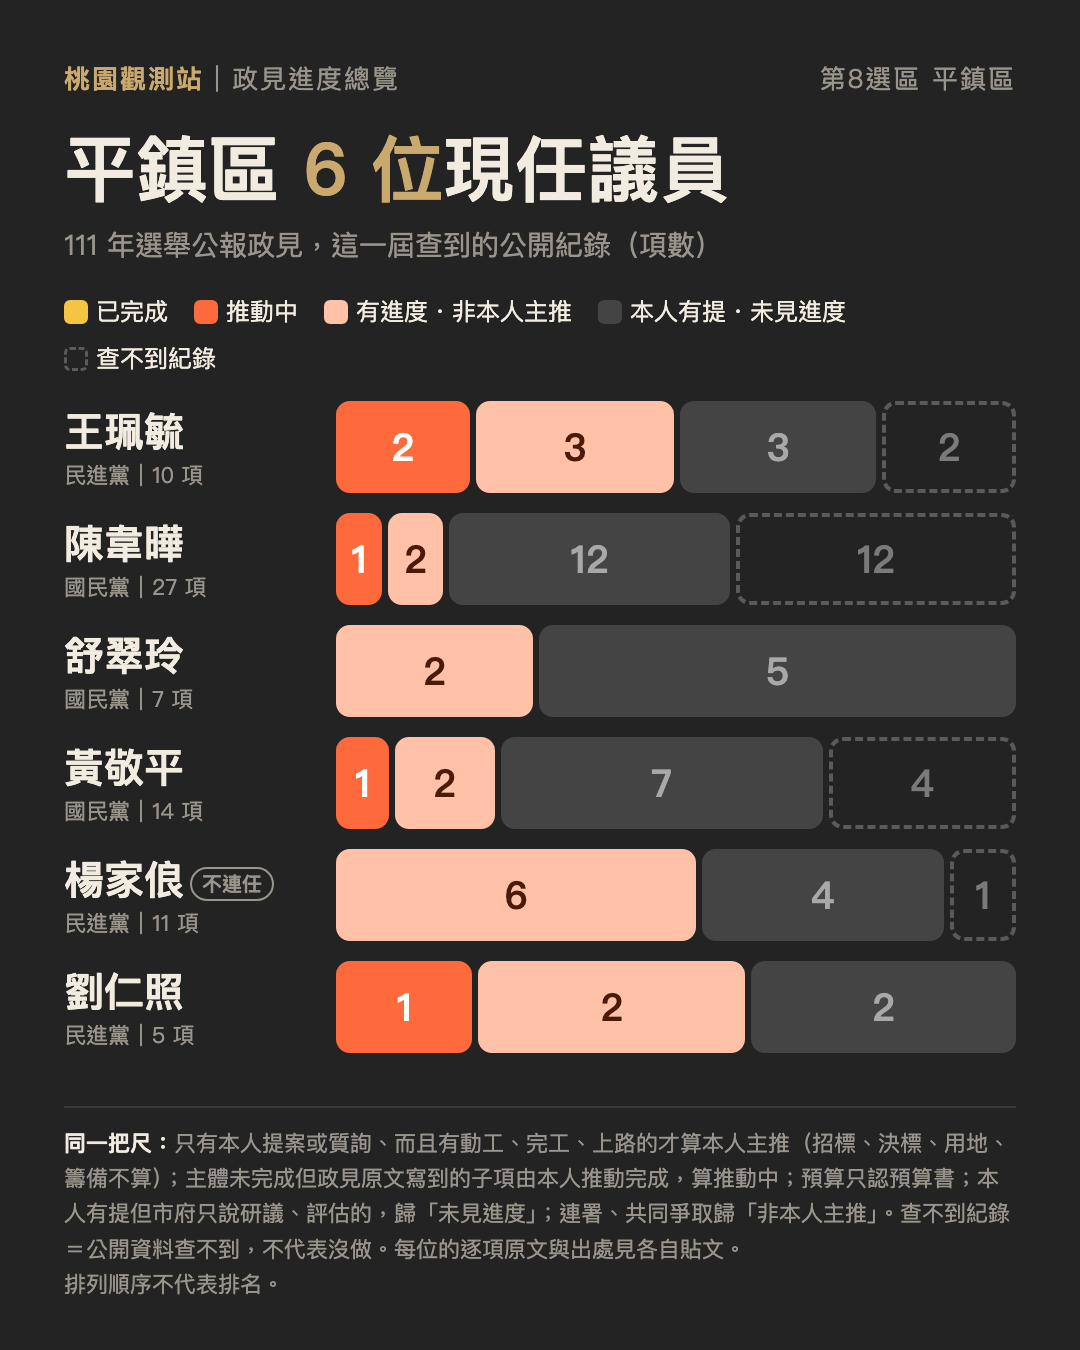 桃園觀測站｜政見進度總覽
第8選區 平鎮區
平鎮區 6 位現任議員
111 年選舉公報政見，這一屆查到的公開紀錄（項數）
已完成 推動中 有進度・非本人主推 本人有提・未見進度
查不到紀錄
王珮毓
民進黨｜10 項
2 3 3 2
陳韋曄
國民黨｜27 項
1 2 12 12
舒翠玲
國民黨｜7 項
2 5
黃敬平
國民黨｜14 項
1 2 7 4
楊家俍 不連任
民進黨｜11 項
6 4 1
劉仁照
民進黨｜5 項
1 2 2
同一把尺：只有本人提案或質詢、而且有動工、完工、上路的才算本人主推（招標、決標、用地、
籌備不算）；主體未完成但政見原文寫到的子項由本人推動完成，算推動中；預算只認預算書；本
人有提但市府只說研議、評估的，歸「未見進度」；連署、共同爭取歸「非本人主推」。查不到紀錄
＝公開資料查不到，不代表沒做。每位的逐項原文與出處見各自貼文。
排列順序不代表排名。